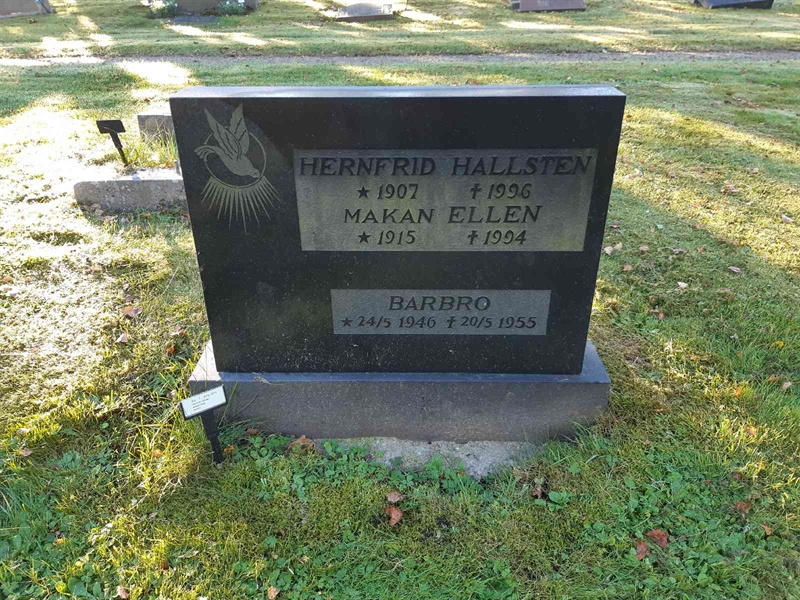 HERNFRID HALLSTEN
★ 1907 ✝ 1996
MAKAN ELLEN
★ 1915 ✝ 1994
BARBRO
★ 24/5 1946 ✝ 20/5 1955